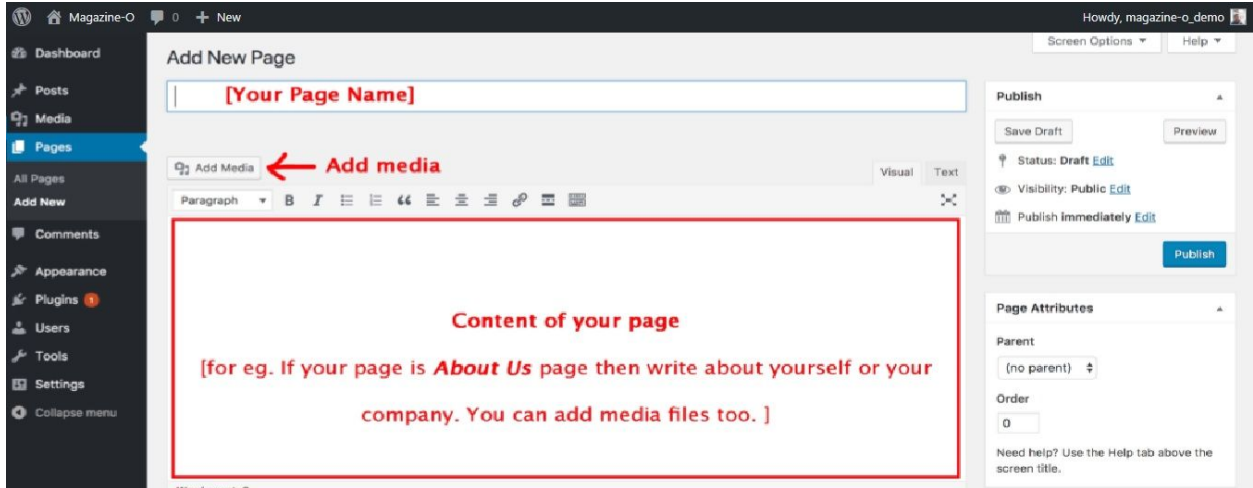 Magazine-O 0 + New Howdy, magazine-o_demo
Screen Options Help
Dashboard
Posts
Media
Pages
All Pages
Add New
Comments
Appearance
Plugins 1
Users
Tools
Settings
Collapse menu
Add New Page
[Your Page Name]
Add Media Add media
Visual Text
Paragraph B I
Content of your page
[for eg. If your page is About Us page then write about yourself or your
company. You can add media files too. ]
Publish
Save Draft Preview
Status: Draft Edit
Visibility: Public Edit
Publish immediately Edit
Publish
Page Attributes
Parent
(no parent)
Order
0
Need help? Use the Help tab above the
screen title.